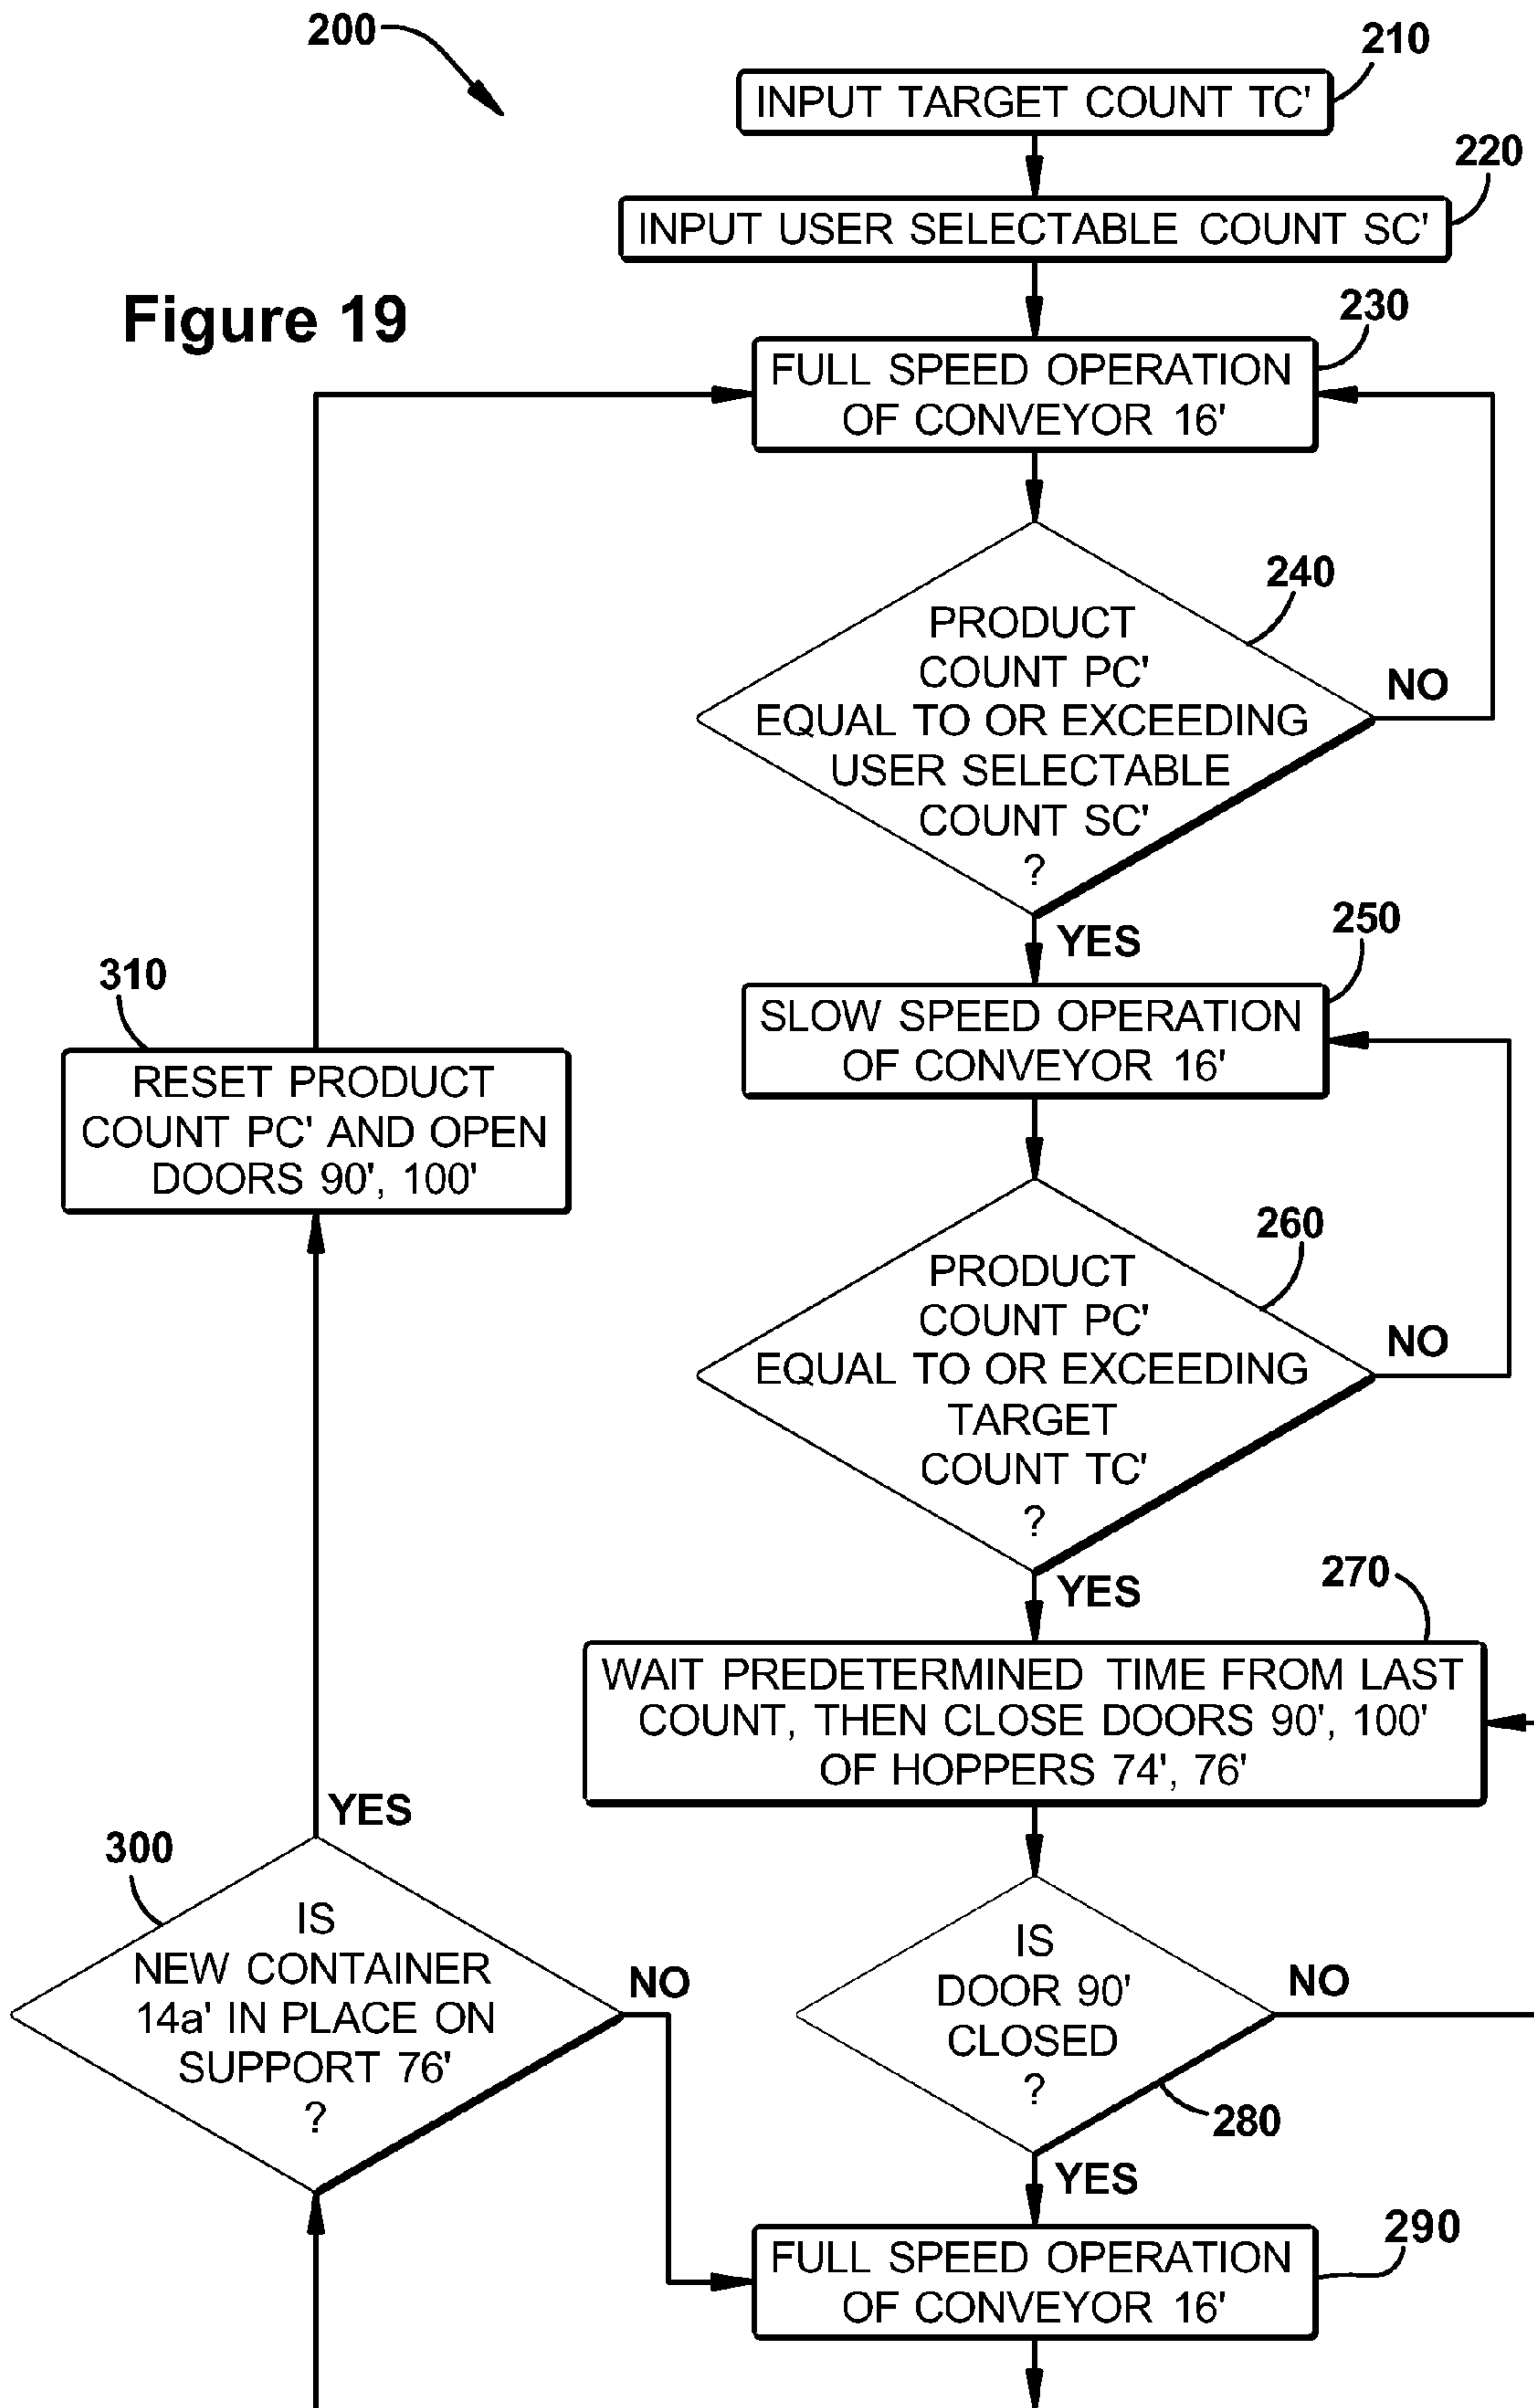 200
210
INPUT TARGET COUNT TC'
220
INPUT USER SELECTABLE COUNT SC'
Figure 19
230
FULL SPEED OPERATION
OF CONVEYOR 16'
240
PRODUCT
COUNT PC'
EQUAL TO OR EXCEEDING
USER SELECTABLE
COUNT SC'
?
NO
YES
250
SLOW SPEED OPERATION
OF CONVEYOR 16'
310
RESET PRODUCT
COUNT PC' AND OPEN
DOORS 90', 100'
260
PRODUCT
COUNT PC'
EQUAL TO OR EXCEEDING
TARGET
COUNT TC'
?
NO
YES
270
WAIT PREDETERMINED TIME FROM LAST
COUNT, THEN CLOSE DOORS 90', 100'
OF HOPPERS 74', 76'
YES
300
IS
NEW CONTAINER
14a' IN PLACE ON
SUPPORT 76'
?
NO
IS
DOOR 90'
CLOSED
?
NO
280
YES
290
FULL SPEED OPERATION
OF CONVEYOR 16'